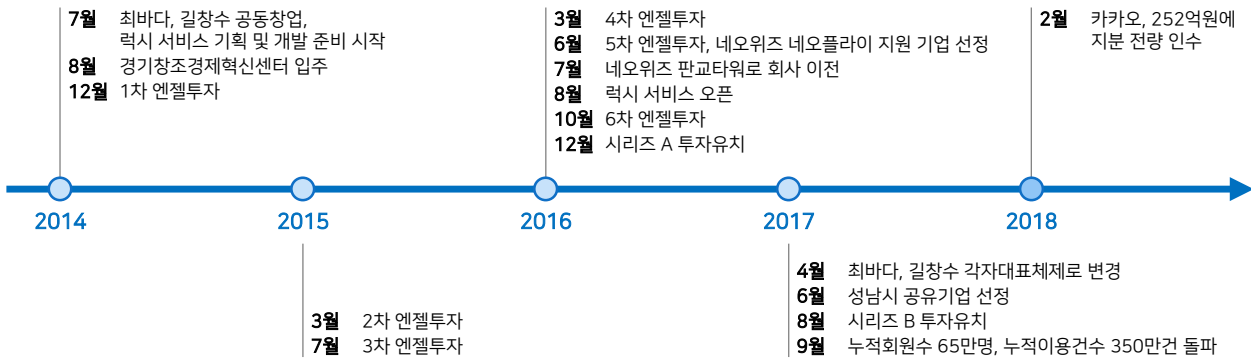 7월 최바다, 길창수 공동창업,
럭시 서비스 기획 및 개발 준비 시작
8월 경기창조경제혁신센터 입주
12월 1차 엔젤투자
3월 4차 엔젤투자
6월 5차 엔젤투자, 네오위즈 네오플라이 지원 기업 선정
7월 네오위즈 판교타워로 회사 이전
8월 럭시 서비스 오픈
10월 6차 엔젤투자
12월 시리즈 A 투자유치
2월 카카오, 252억원에
지분 전량 인수
2014
2015
2016
2017
2018
3월 2차 엔젤투자
7월 3차 엔젤투자
4월 최바다, 길창수 각자대표체제로 변경
6월 성남시 공유기업 선정
8월 시리즈 B 투자유치
9월 누적회원수 65만명, 누적이용건수 350만건 돌파